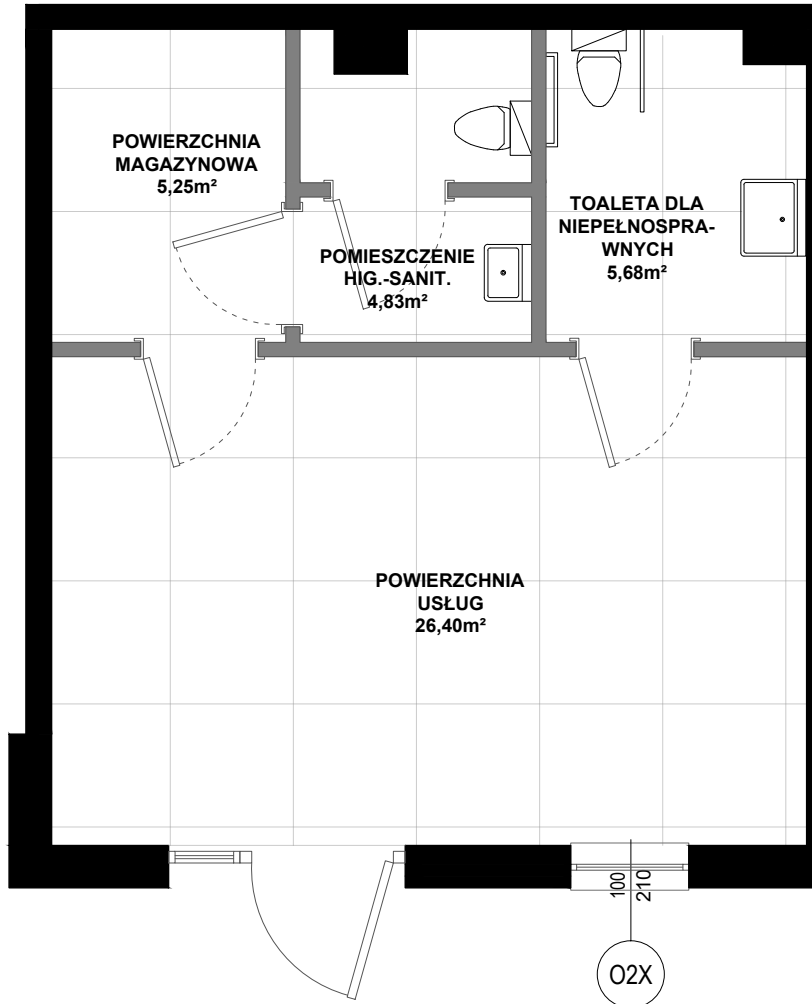 POWIERZCHNIA
MAGAZYNOWA
5,25m²
TOALETA DLA
NIEPEŁNOSPRA-
WNYCH
5,68m²
POMIESZCZENIE
HIG.-SANIT.
4,83m²
POWIERZCHNIA
USŁUG
26,40m²
100
210
O2X